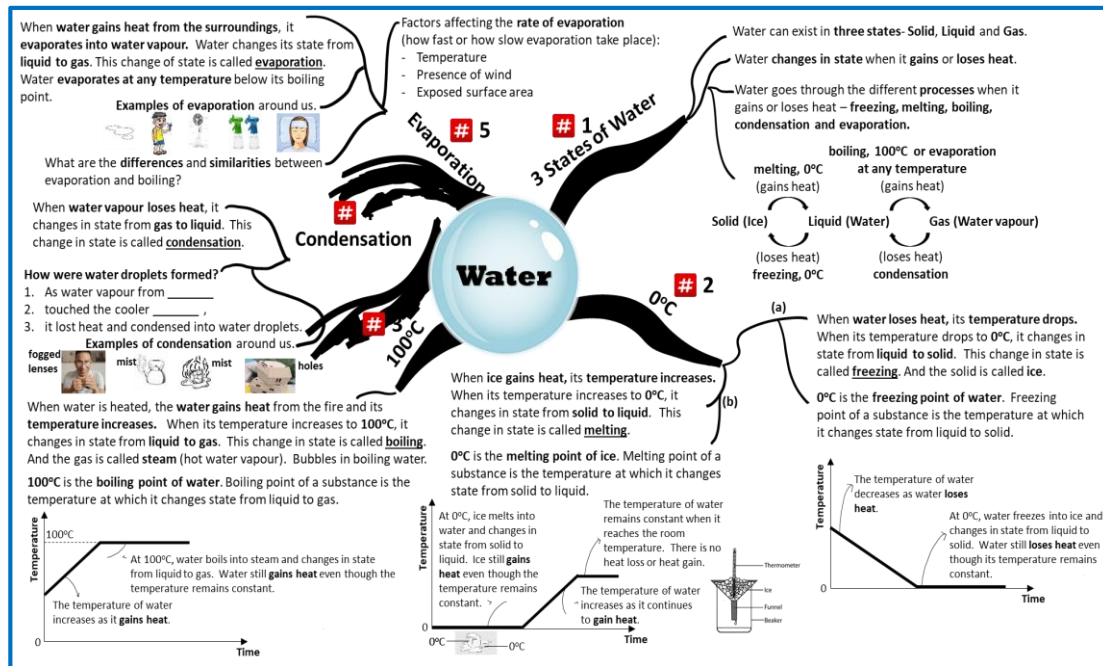 When water gains heat from the surroundings, it
evaporates into water vapour. Water changes its state from
liquid to gas. This change of state is called evaporation.
Water evaporates at any temperature below its boiling
point.
Examples of evaporation around us.
What are the differences and similarities between
evaporation and boiling?
Factors affecting the rate of evaporation
(how fast or how slow evaporation take place):
- Temperature
- Presence of wind
- Exposed surface area
# 5
Evaporation
# 1
3 States of Water
Water can exist in three states- Solid, Liquid and Gas.
Water changes in state when it gains or loses heat.
Water goes through the different processes when it
gains or loses heat – freezing, melting, boiling,
condensation and evaporation.
boiling, 100°C or evaporation
at any temperature
(gains heat)
melting, 0°C
(gains heat)
Solid (Ice)
Liquid (Water)
Gas (Water vapour)
(loses heat)
freezing, 0°C
(loses heat)
condensation
When water vapour loses heat, it
changes in state from gas to liquid. This
change in state is called condensation.
#
Condensation
How were water droplets formed?
1. As water vapour from _______
2. touched the cooler _______ ,
3. it lost heat and condensed into water droplets.
Examples of condensation around us.
fogged
lenses
mist
mist
holes
Water
# 3
100°C
When water is heated, the water gains heat from the fire and its
temperature increases. When its temperature increases to 100°C, it
changes in state from liquid to gas. This change in state is called boiling.
And the gas is called steam (hot water vapour). Bubbles in boiling water.
100°C is the boiling point of water. Boiling point of a substance is the
temperature at which it changes state from liquid to gas.
Temperature
100°C
At 100°C, water boils into steam and changes in state
from liquid to gas. Water still gains heat even though the
temperature remains constant.
The temperature of water
increases as it gains heat.
0
Time
# 2
0°C
(a)
When water loses heat, its temperature drops.
When its temperature drops to 0°C, it changes in
state from liquid to solid. This change in state is
called freezing. And the solid is called ice.
0°C is the freezing point of water. Freezing
point of a substance is the temperature at which
it changes state from liquid to solid.
(b)
When ice gains heat, its temperature increases.
When its temperature increases to 0°C, it
changes in state from solid to liquid. This
change in state is called melting.
0°C is the melting point of ice. Melting point of a
substance is the temperature at which it changes
state from solid to liquid.
Temperature
At 0°C, ice melts into
water and changes in
state from solid to
liquid. Ice still gains
heat even though the
temperature remains
constant.
The temperature of water
remains constant when it
reaches the room
temperature. There is no
heat loss or heat gain.
The temperature of water
increases as it continues
to gain heat.
0
Time
0°C
0°C
Thermometer
Ice
Funnel
Beaker
Temperature
The temperature of water
decreases as water loses
heat.
At 0°C, water freezes into ice and
changes in state from liquid to
solid. Water still loses heat even
though its temperature remains
constant.
0
Time